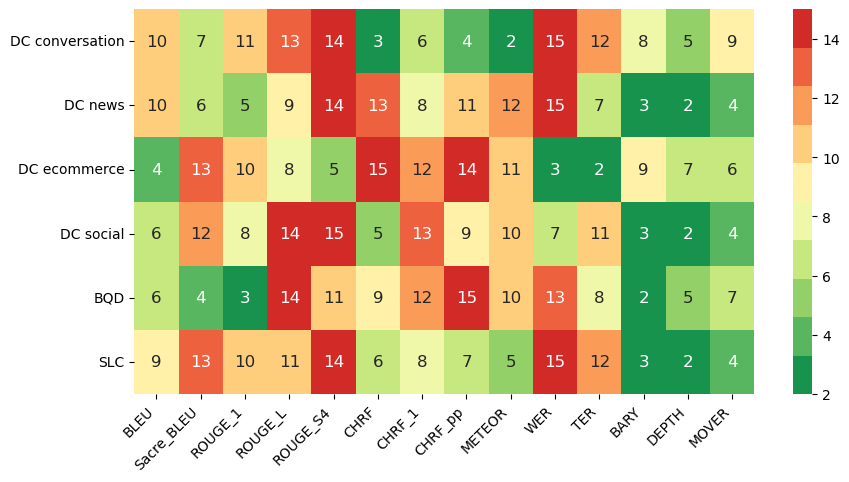 DC conversation 10 7 11 13 14 3 6 4 2 15 12 8 5 9
DC news 10 6 5 9 14 13 8 11 12 15 7 3 2 4
DC ecommerce 4 13 10 8 5 15 12 14 11 3 2 9 7 6
DC social 6 12 8 14 15 5 13 9 10 7 11 3 2 4
BQD 6 4 3 14 11 9 12 15 10 13 8 2 5 7
SLC 9 13 10 11 14 6 8 7 5 15 12 3 2 4
BLEU Sacre_BLEU ROUGE_1 ROUGE_L ROUGE_S4 CHRF CHRF_1 CHRF_pp METEOR WER TER BARY DEPTH MOVER
14
12
10
8
6
4
2